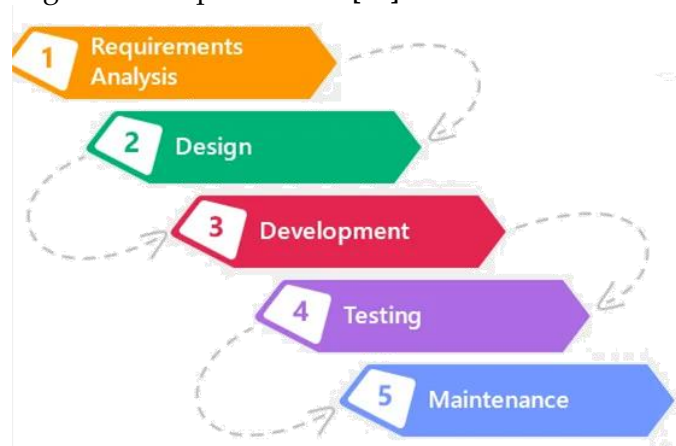 1
Requirements
Analysis
2
Design
3
Development
4
Testing
5
Maintenance